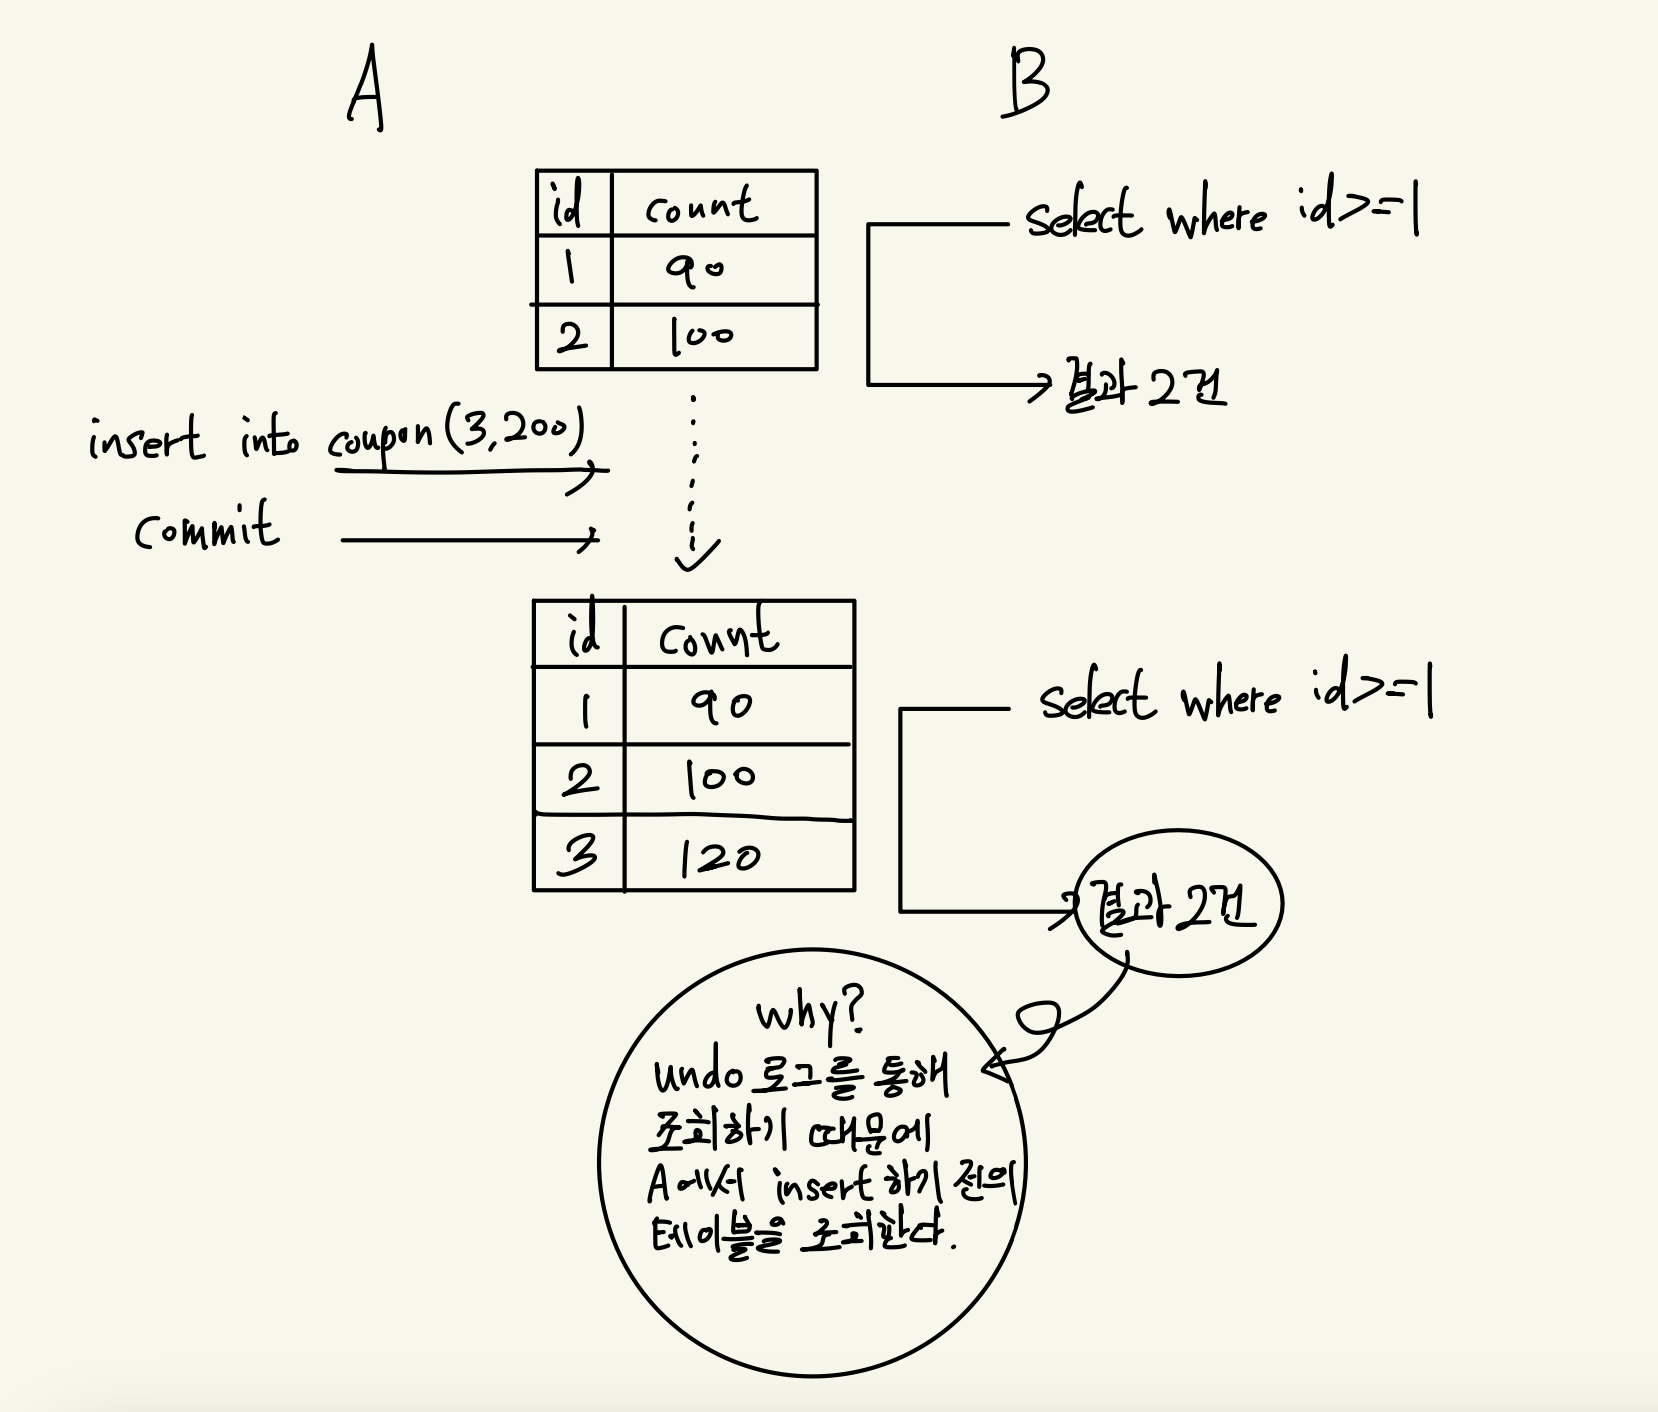 A
B
id count
1 90
2 100
select where id>=1
결과 2건
insert into coupon (3,200)
commit
id count
1 90
2 100
3 120
select where id>=1
결과 2건
why?
undo 로그를 통해
조회하기 때문에
A에서 insert 하기 전의
테이블을 조회한다.